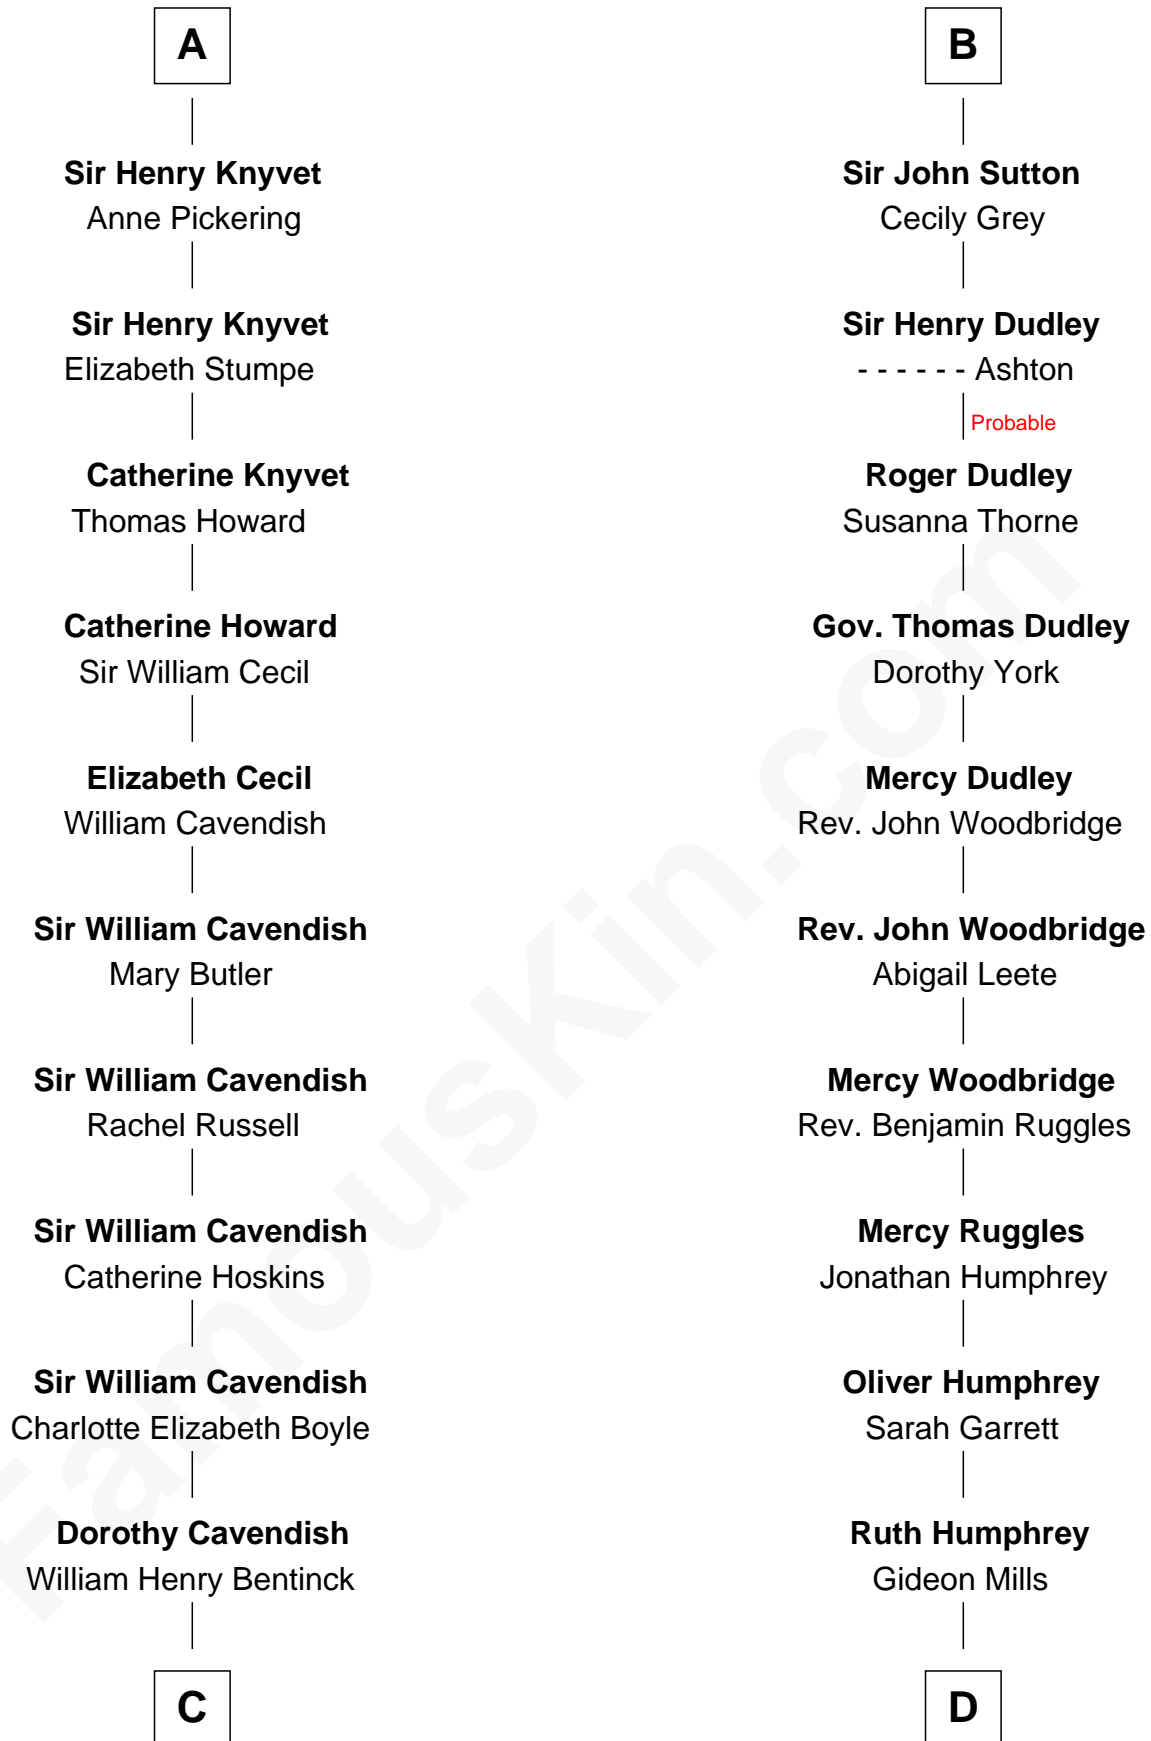 A
Sir Henry Knyvet
Anne Pickering
Sir Henry Knyvet
Elizabeth Stumpe
Catherine Knyvet
Thomas Howard
Catherine Howard
Sir William Cecil
Elizabeth Cecil
William Cavendish
Sir William Cavendish
Mary Butler
Sir William Cavendish
Rachel Russell
Sir William Cavendish
Catherine Hoskins
Sir William Cavendish
Charlotte Elizabeth Boyle
Dorothy Cavendish
William Henry Bentinck
C
B
Sir John Sutton
Cecily Grey
Sir Henry Dudley
- - - - - - Ashton
Probable
Roger Dudley
Susanna Thorne
Gov. Thomas Dudley
Dorothy York
Mercy Dudley
Rev. John Woodbridge
Rev. John Woodbridge
Abigail Leete
Mercy Woodbridge
Rev. Benjamin Ruggles
Mercy Ruggles
Jonathan Humphrey
Oliver Humphrey
Sarah Garrett
Ruth Humphrey
Gideon Mills
D
FamousKin.com